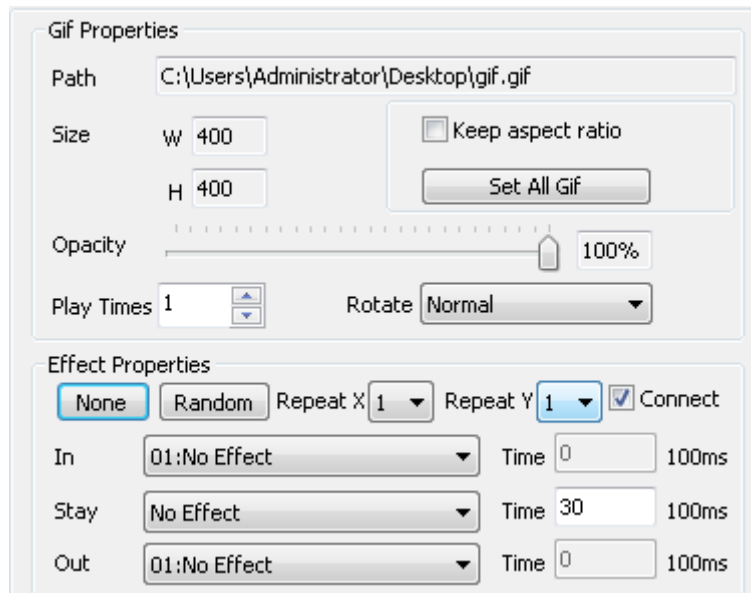 Gif Properties
Path C:\Users\Administrator\Desktop\gif.gif
Size W 400 Keep aspect ratio
H 400 Set All Gif
Opacity 100%
Play Times 1 Rotate Normal
Effect Properties
None Random Repeat X 1 Repeat Y 1 Connect
In 01:No Effect Time 0 100ms
Stay No Effect Time 30 100ms
Out 01:No Effect Time 0 100ms